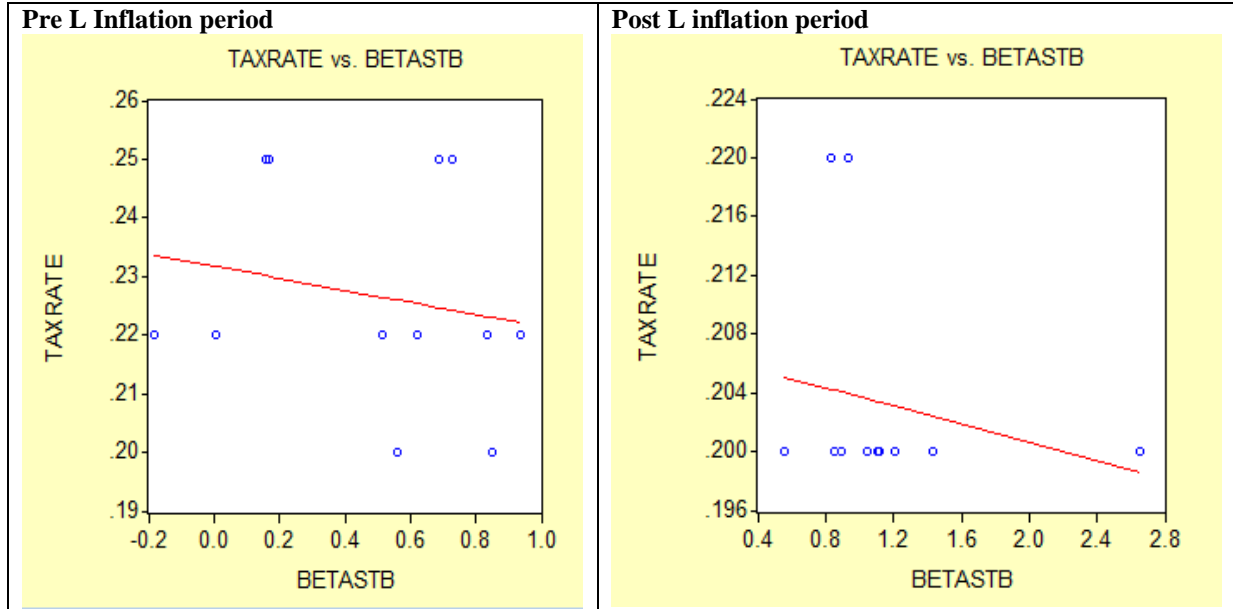 Pre L Inflation period
TAXRATE vs. BETASTB
.26
.25
.24
.23
.22
.21
.20
.19
TAXRATE
-0.2 0.0 0.2 0.4 0.6 0.8 1.0
BETASTB
Post L inflation period
TAXRATE vs. BETASTB
.224
.220
.216
.212
.208
.204
.200
.196
TAXRATE
0.4 0.8 1.2 1.6 2.0 2.4 2.8
BETASTB